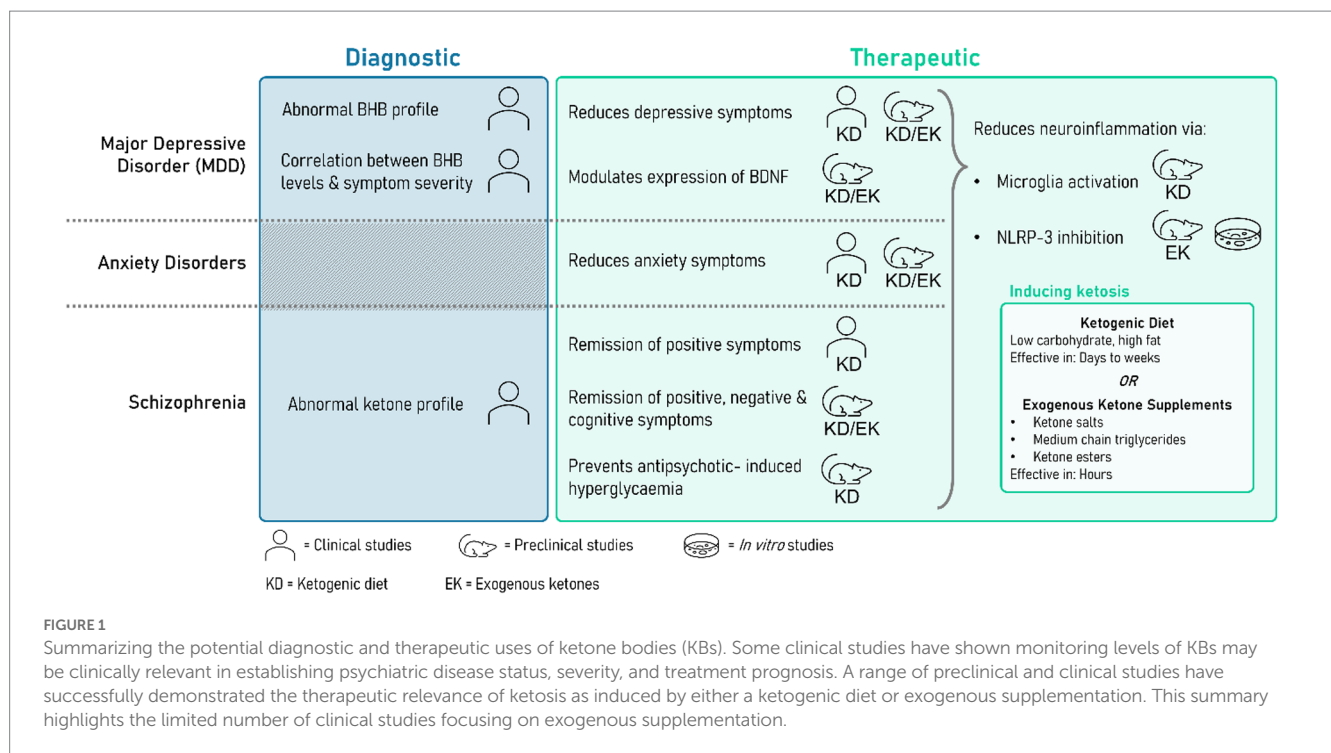 Diagnostic
Therapeutic
Major Depressive
Disorder (MDD)
Abnormal BHB profile
Correlation between BHB
levels & symptom severity
Reduces depressive symptoms
KD
KD/EK
Modulates expression of BDNF
KD/EK
Anxiety Disorders
Reduces anxiety symptoms
KD
KD/EK
Schizophrenia
Abnormal ketone profile
Remission of positive symptoms
KD
Remission of positive, negative &
cognitive symptoms
KD/EK
Prevents antipsychotic- induced
hyperglycaemia
KD
Reduces neuroinflammation via:
• Microglia activation
KD
• NLRP-3 inhibition
EK
Inducing ketosis
Ketogenic Diet
Low carbohydrate, high fat
Effective in: Days to weeks
OR
Exogenous Ketone Supplements
• Ketone salts
• Medium chain triglycerides
• Ketone esters
Effective in: Hours
= Clinical studies
= Preclinical studies
= In vitro studies
KD = Ketogenic diet
EK = Exogenous ketones
FIGURE 1
Summarizing the potential diagnostic and therapeutic uses of ketone bodies (KBs). Some clinical studies have shown monitoring levels of KBs may
be clinically relevant in establishing psychiatric disease status, severity, and treatment prognosis. A range of preclinical and clinical studies have
successfully demonstrated the therapeutic relevance of ketosis as induced by either a ketogenic diet or exogenous supplementation. This summary
highlights the limited number of clinical studies focusing on exogenous supplementation.